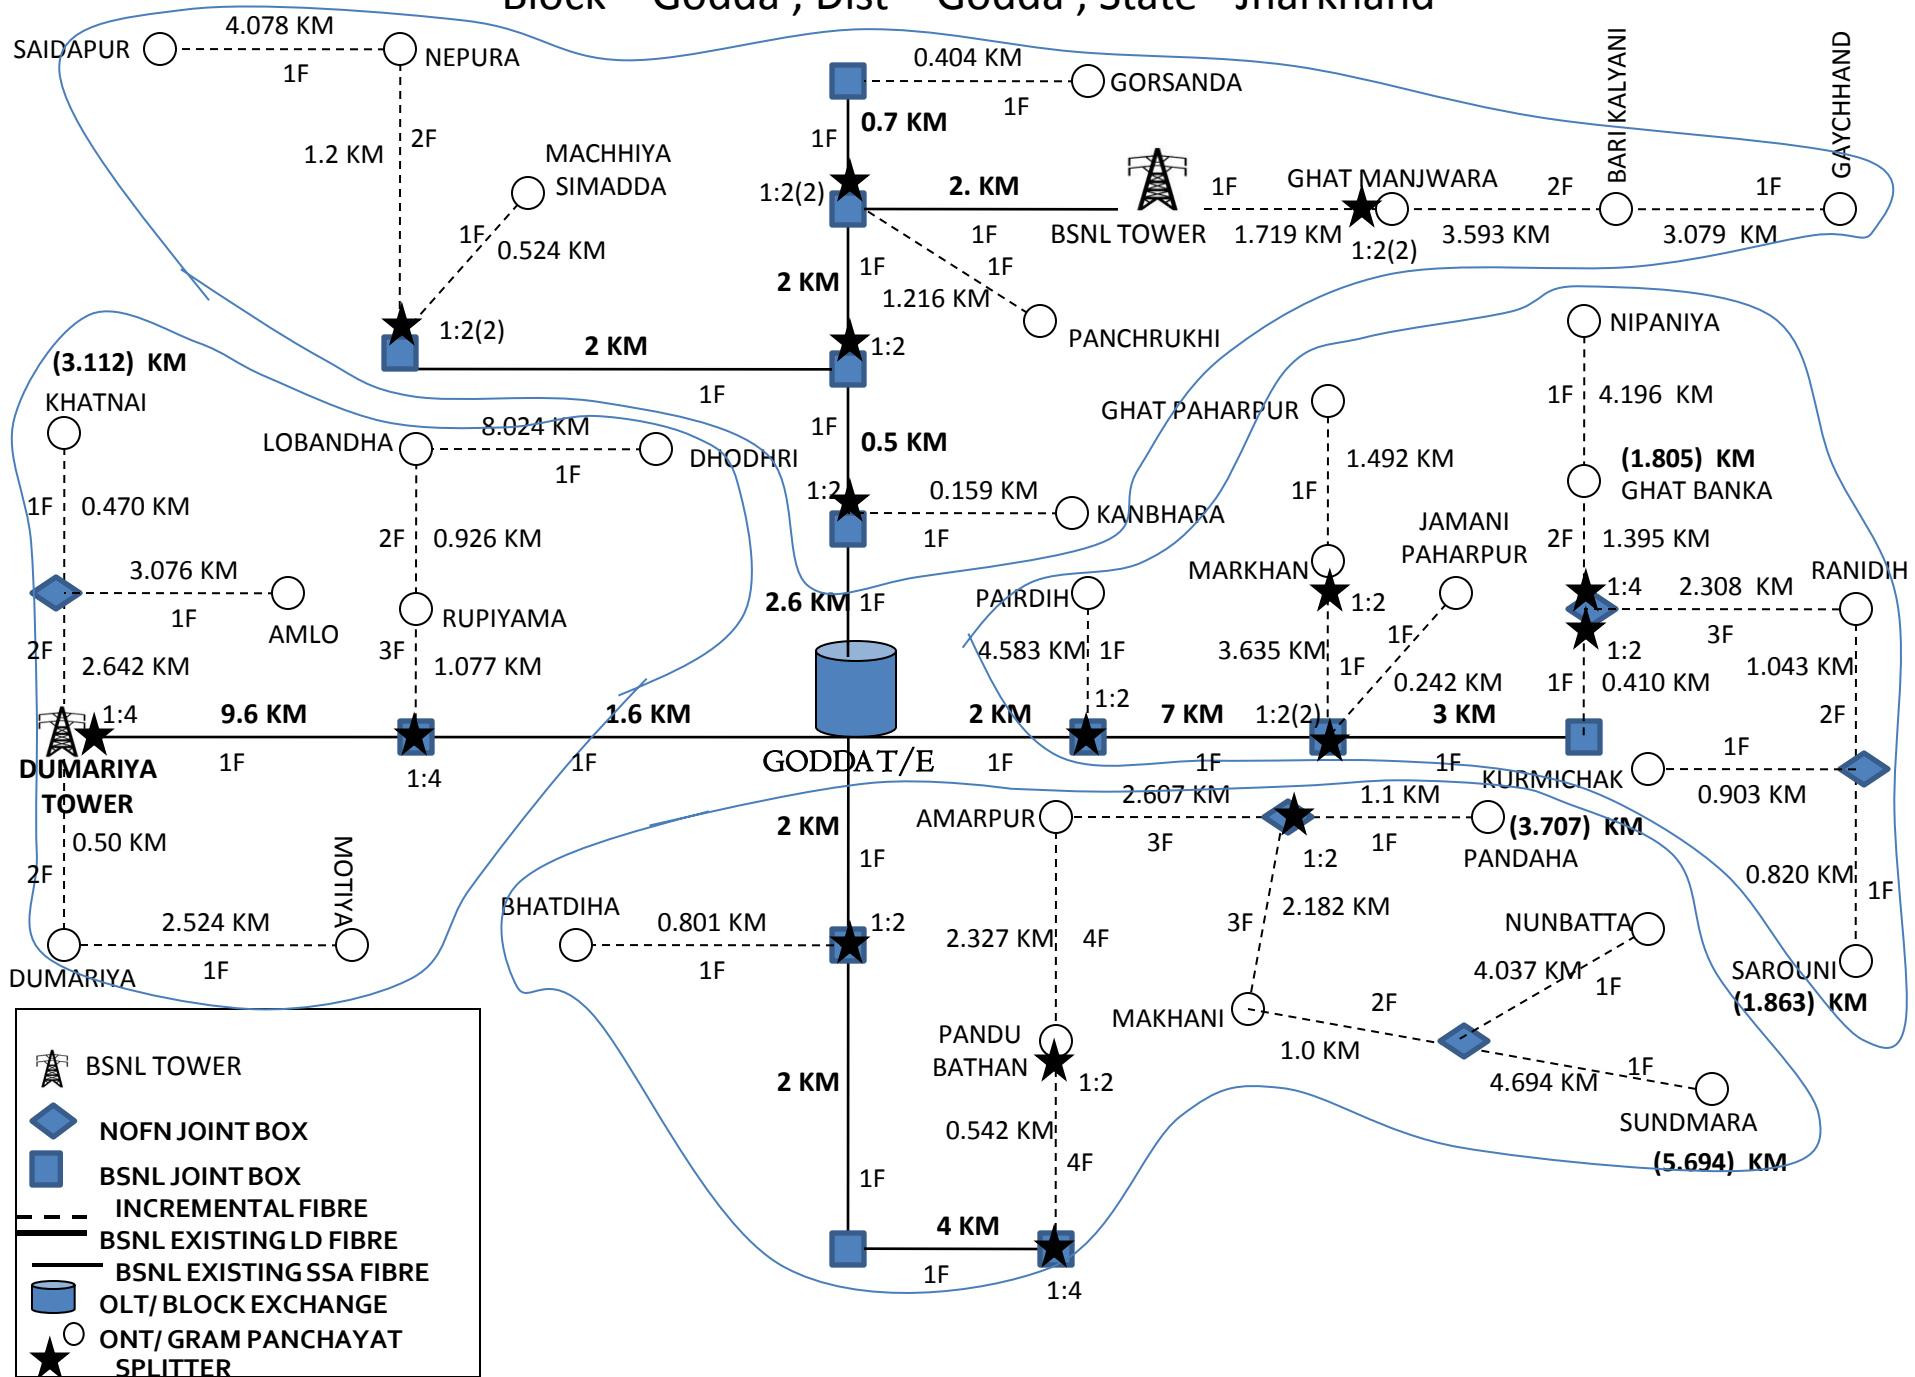 Block – Godda , Dist – Godda , State - Jharkhand
SAIDAPUR
4.078 KM
1F
NEPURA
1.2 KM
2F
MACHHIYA
SIMADDA
1F
0.524 KM
1:2(2)
2 KM
1F
0.404 KM
1F
GORSANDA
0.7 KM
1F
1:2(2)
2. KM
1F
BSNL TOWER
1F
1.719 KM
GHAT MANJWARA
1:2(2)
2F
3.593 KM
BARI KALYANI
1F
3.079 KM
GAYCHHAND
1F
1.216 KM
PANCHRUKHI
2 KM
1F
1:2
1F
0.5 KM
1:2
0.159 KM
1F
KANBHARA
2.6 KM
1F
(3.112) KM
KHATNAI
1F
0.470 KM
3.076 KM
1F
AMLO
2F
2.642 KM
1:4
DUMARIYA
TOWER
9.6 KM
1F
0.50 KM
2F
DUMARIYA
2.524 KM
1F
MOTIYA
LOBANDHA
8.024 KM
1F
DHODHRI
2F
0.926 KM
RUPIYAMA
3F
1.077 KM
1:4
1.6 KM
1F
GODDA T/E
PAIRDIH
4.583 KM
1F
1:2
2 KM
1F
7 KM
1F
GHAT PAHARPUR
1.492 KM
1F
MARKHAN
1:2
3.635 KM
1F
JAMANI
PAHARPUR
1F
0.242 KM
1:2(2)
3 KM
1F
NIPANIYA
1F
4.196 KM
(1.805) KM
GHAT BANKA
2F
1.395 KM
1:4
2.308 KM
3F
RANIDIH
1:2
1F
0.410 KM
1.043 KM
2F
KURMICHAK
1F
0.903 KM
0.820 KM
1F
SAROUNI
(1.863) KM
2 KM
1F
BHATDIHA
0.801 KM
1F
1:2
2 KM
1F
4 KM
1F
1:4
AMARPUR
2.607 KM
3F
1:2
1.1 KM
1F
(3.707) KM
PANDAHA
2.327 KM
4F
PANDU
BATHAN
1:2
0.542 KM
4F
3F
2.182 KM
MAKHANI
2F
1.0 KM
NUNBATTA
4.037 KM
1F
4.694 KM
1F
SUNDMARA
(5.694) KM
BSNL TOWER
NOFN JOINT BOX
BSNL JOINT BOX
INCREMENTAL FIBRE
BSNL EXISTING LD FIBRE
BSNL EXISTING SSA FIBRE
OLT/ BLOCK EXCHANGE
ONT/ GRAM PANCHAYAT
SPLITTER